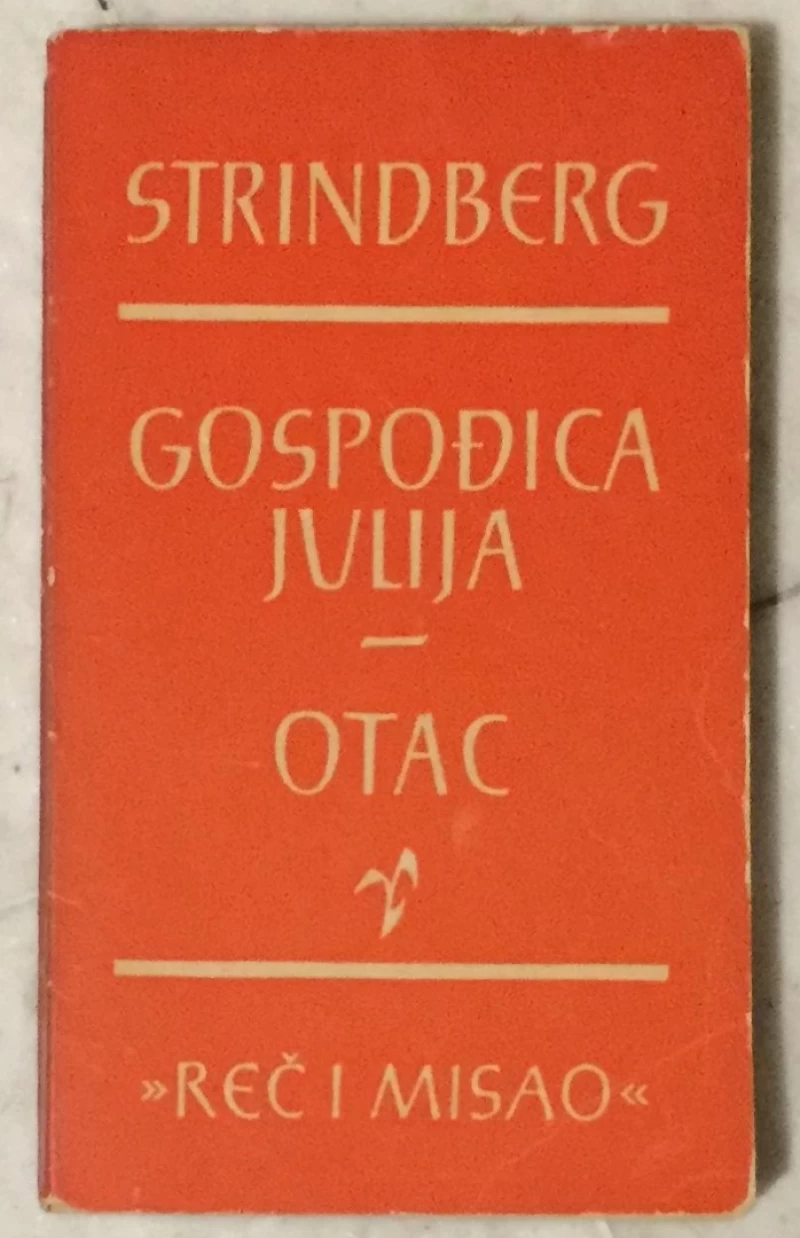 STRINDBERG
GOSPOĐICA
JULIJA
—
OTAC
»REČ I MISAO«